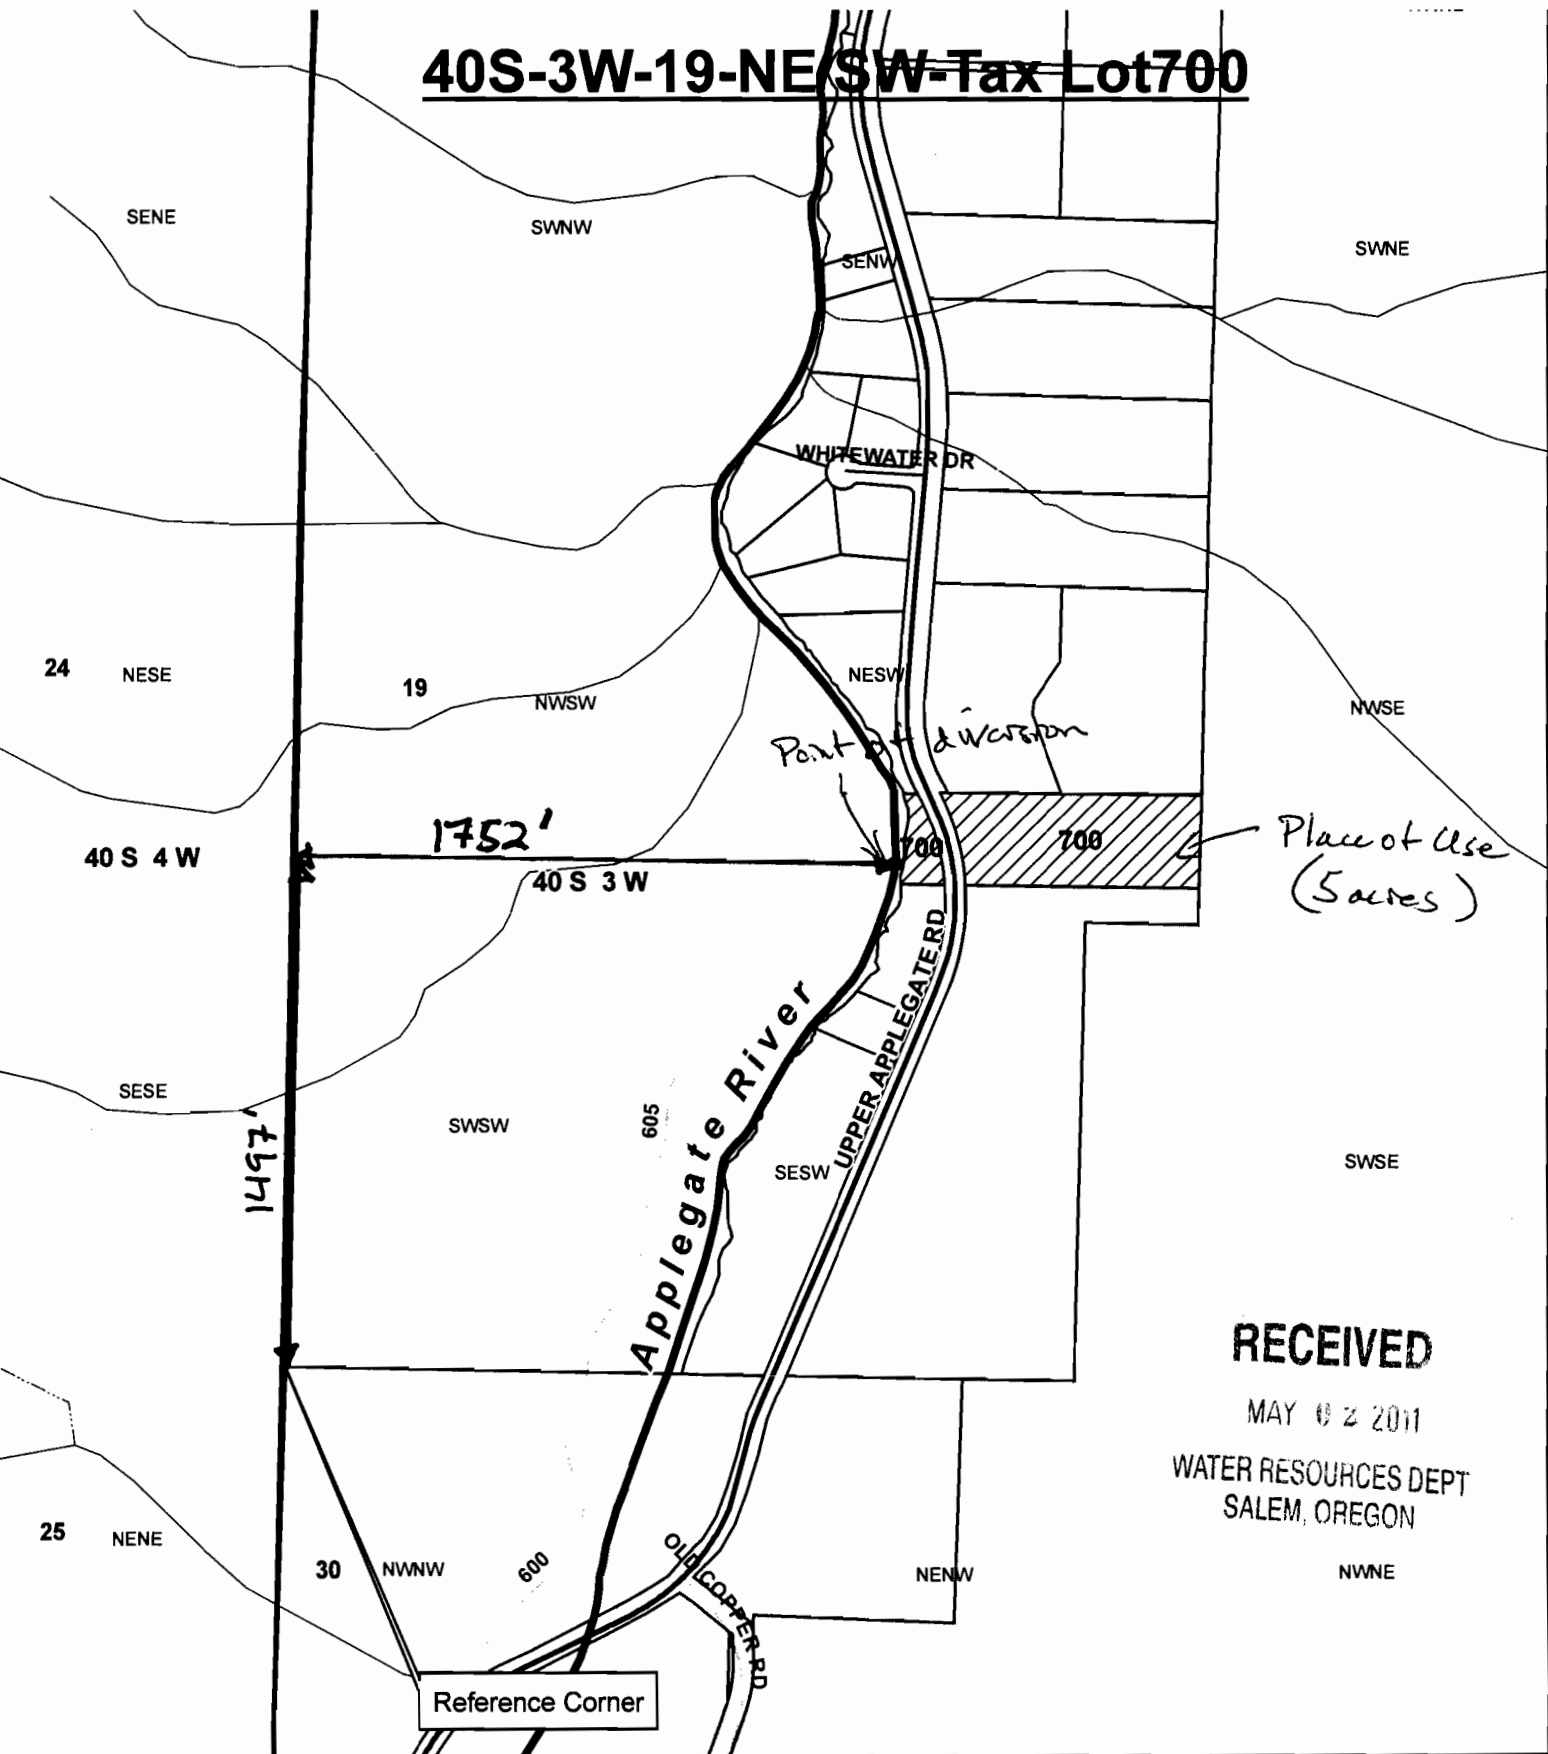 40S-3W-19-NE SW-Tax Lot700
SENE
SWNW
SENW
SWNE
WHITEWATER DR
24
NESE
19
NWSW
NESW
NWSE
Point of diversion
1752'
40 S 4 W
40 S 3 W
700
700
Place of Use
(5 acres)
UPPER APPLEGATE RD
Applegate River
SESE
1497'
SWSW
605
SESW
SWSE
RECEIVED
MAY 02 2011
WATER RESOURCES DEPT
SALEM, OREGON
25
NENE
30
NWNW
600
OLD COPPER RD
NENW
NWNE
Reference Corner